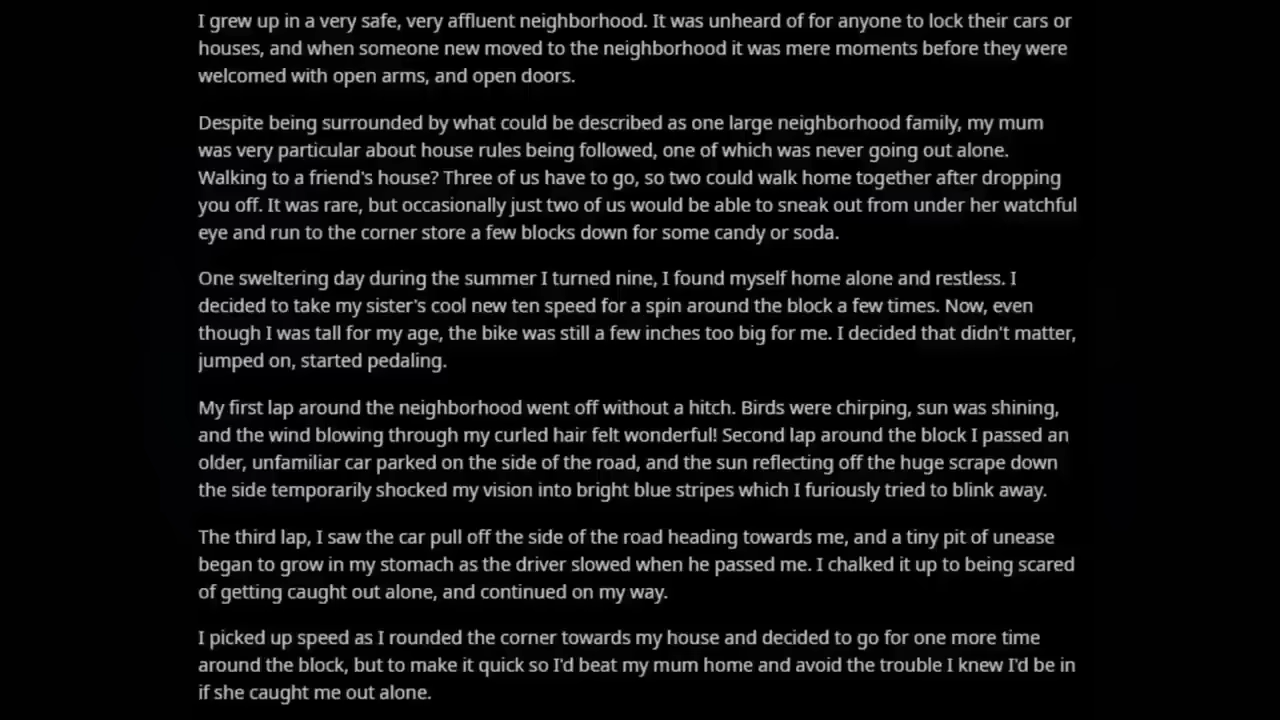 I grew up in a very safe, very affluent neighborhood. It was unheard of for anyone to lock their cars or
houses, and when someone new moved to the neighborhood it was mere moments before they were
welcomed with open arms, and open doors.
Despite being surrounded by what could be described as one large neighborhood family, my mum
was very particular about house rules being followed, one of which was never going out alone.
Walking to a friend's house? Three of us have to go, so two could walk home together after dropping
you off. It was rare, but occasionally just two of us would be able to sneak out from under her watchful
eye and run to the corner store a few blocks down for some candy or soda.
One sweltering day during the summer I turned nine, I found myself home alone and restless. I
decided to take my sister's cool new ten speed for a spin around the block a few times. Now, even
though I was tall for my age, the bike was still a few inches too big for me. I decided that didn't matter,
jumped on, started pedaling.
My first lap around the neighborhood went off without a hitch. Birds were chirping, sun was shining,
and the wind blowing through my curled hair felt wonderful! Second lap around the block I passed an
older, unfamiliar car parked on the side of the road, and the sun reflecting off the huge scrape down
the side temporarily shocked my vision into bright blue stripes which I furiously tried to blink away.
The third lap, I saw the car pull off the side of the road heading towards me, and a tiny pit of unease
began to grow in my stomach as the driver slowed when he passed me. I chalked it up to being scared
of getting caught out alone, and continued on my way.
I picked up speed as I rounded the corner towards my house and decided to go for one more time
around the block, but to make it quick so I'd beat my mum home and avoid the trouble I knew I'd be in
if she caught me out alone.